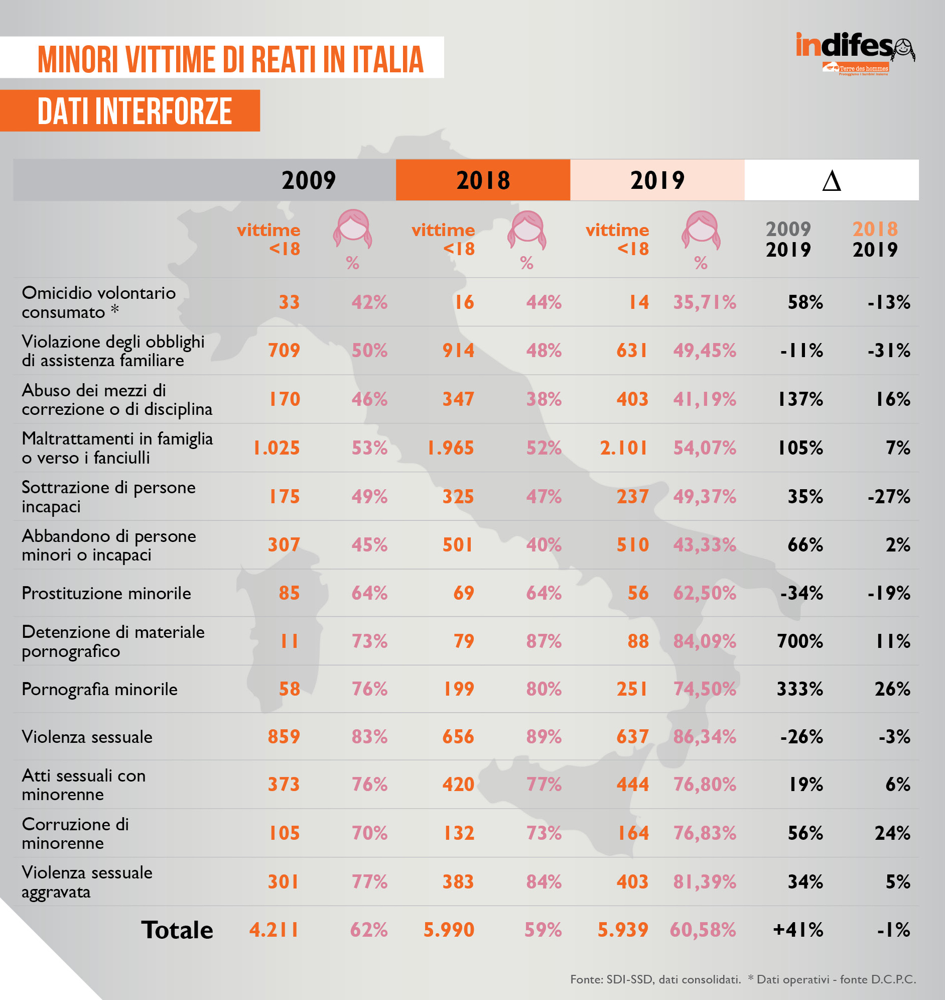 MINORI VITTIME DI REATI IN ITALIA
indifesa
Terre des hommes
Proteggiamo i bambini insieme
DATI INTERFORZE
2009 2018 2019 Δ
vittime <18 % vittime <18 % vittime <18 % 2009 2019 2018 2019
Omicidio volontario
consumato * 33 42% 16 44% 14 35,71% 58% -13%
Violazione degli obblighi
di assistenza familiare 709 50% 914 48% 631 49,45% -11% -31%
Abuso dei mezzi di
correzione o di disciplina 170 46% 347 38% 403 41,19% 137% 16%
Maltrattamenti in famiglia
o verso i fanciulli 1.025 53% 1.965 52% 2.101 54,07% 105% 7%
Sottrazione di persone
incapaci 175 49% 325 47% 237 49,37% 35% -27%
Abbandono di persone
minori o incapaci 307 45% 501 40% 510 43,33% 66% 2%
Prostituzione minorile 85 64% 69 64% 56 62,50% -34% -19%
Detenzione di materiale
pornografico 11 73% 79 87% 88 84,09% 700% 11%
Pornografia minorile 58 76% 199 80% 251 74,50% 333% 26%
Violenza sessuale 859 83% 656 89% 637 86,34% -26% -3%
Atti sessuali con
minorenne 373 76% 420 77% 444 76,80% 19% 6%
Corruzione di
minorenne 105 70% 132 73% 164 76,83% 56% 24%
Violenza sessuale
aggravata 301 77% 383 84% 403 81,39% 34% 5%
Totale 4.211 62% 5.990 59% 5.939 60,58% +41% -1%
Fonte: SDI-SSD, dati consolidati. * Dati operativi - fonte D.C.P.C.